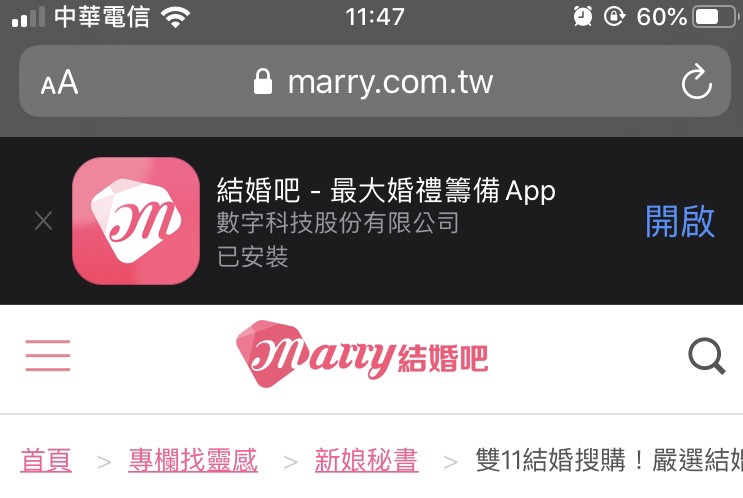 中華電信 11:47 60%
AA marry.com.tw
結婚吧 - 最大婚禮籌備 App
數字科技股份有限公司
已安裝
開啟
m
Marry 結婚吧
首頁 > 專欄找靈感 > 新娘秘書 > 雙11結婚搜購！嚴選結